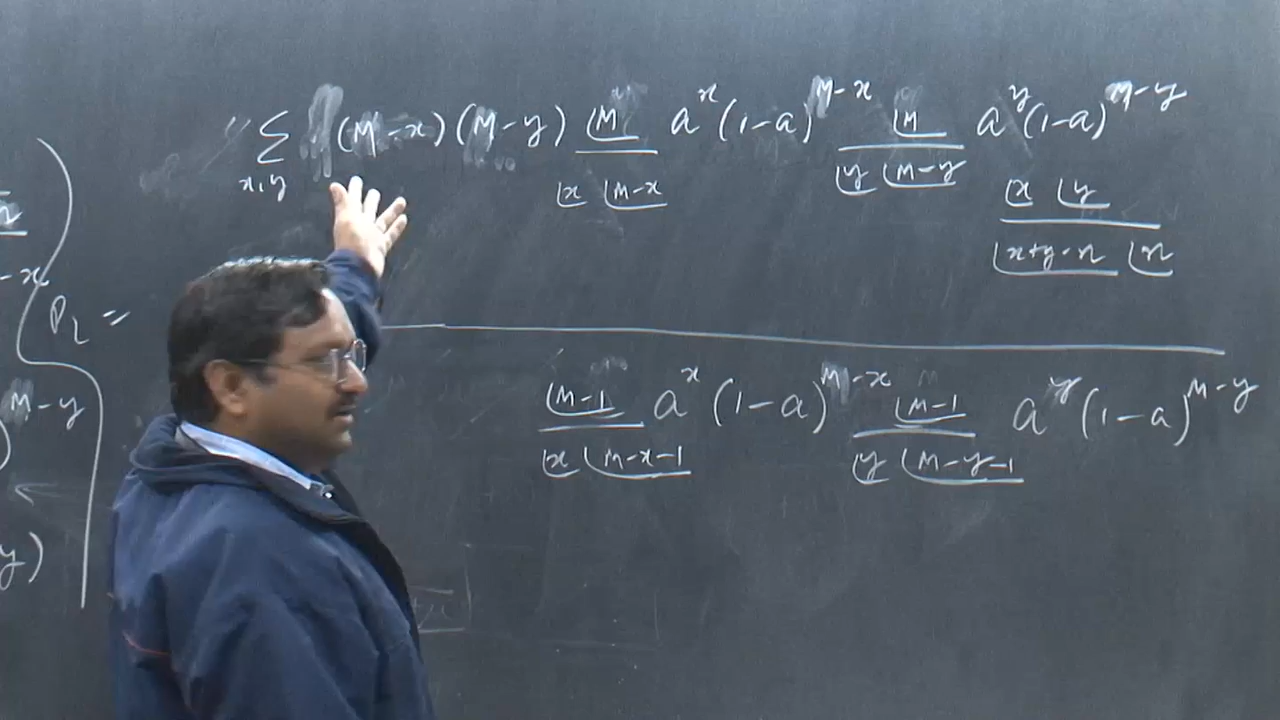 ∑ (M-x)(M-y) ⌊M a^x (1-a)^{M-x} ⌊M a^y (1-a)^{M-y}
x,y ⌊x ⌊M-x ⌊y ⌊M-y ⌊x ⌊y
⌊x+y-n ⌊n
-x
P_L =
M-y
⌊M-1 a^x (1-a)^{M-x} ⌊M-1 a^y (1-a)^{M-y}
⌊x ⌊M-x-1 ⌊y ⌊M-y-1
y)